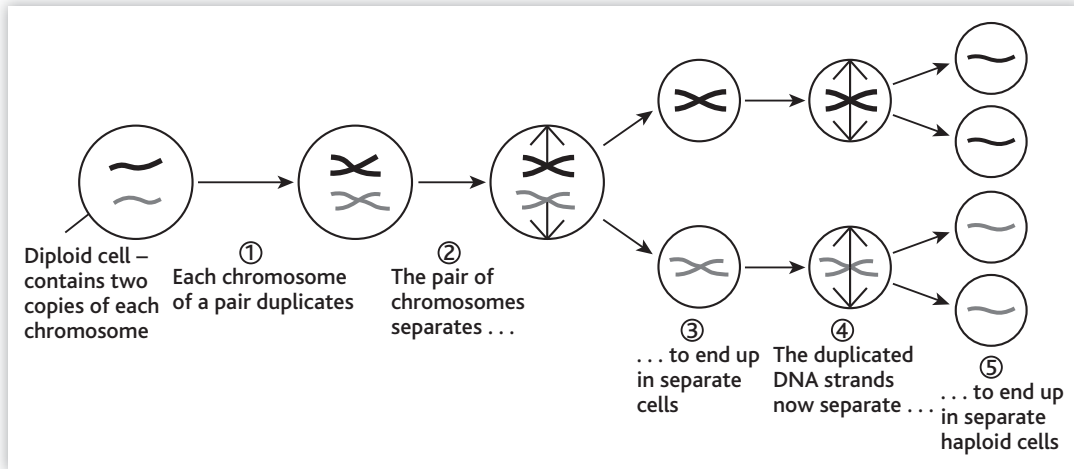 Diploid cell –
contains two
copies of each
chromosome
①
Each chromosome
of a pair duplicates
②
The pair of
chromosomes
separates . . .
③
. . . to end up
in separate
cells
④
The duplicated
DNA strands
now separate . . .
⑤
. . . to end up
in separate
haploid cells